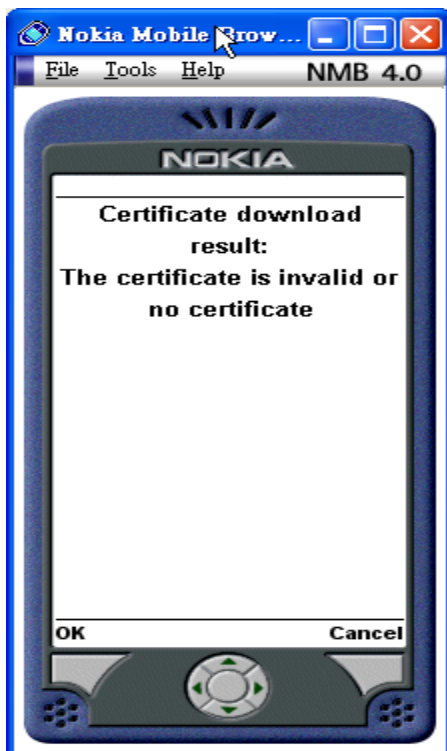 Nokia Mobile Brow...
File Tools Help NMB 4.0
NOKIA
Certificate download
result:
The certificate is invalid or
no certificate
OK Cancel